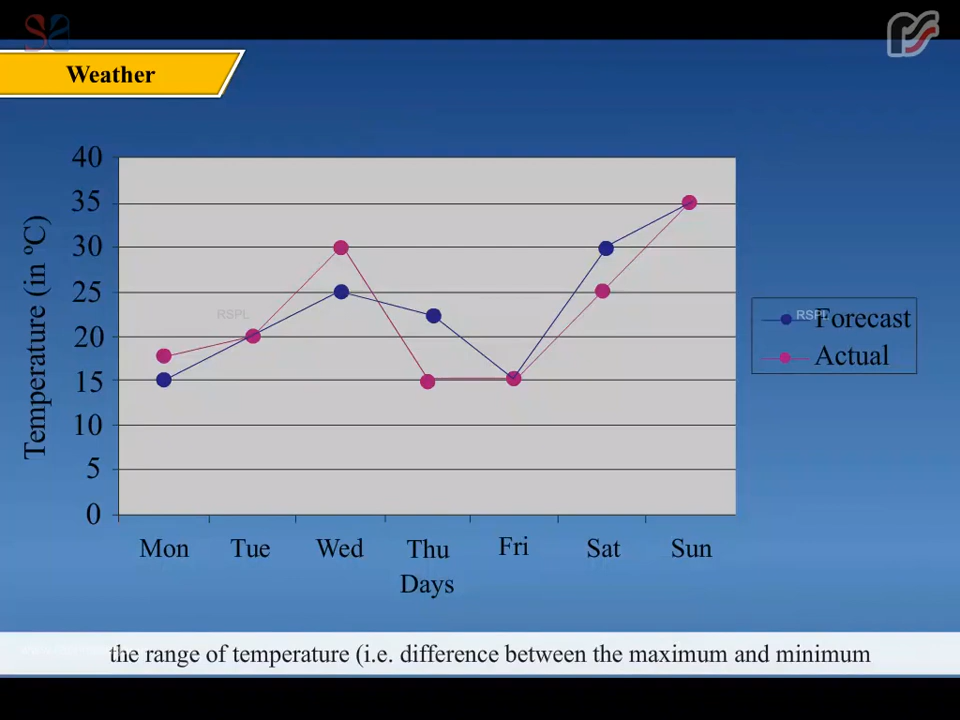 Weather
40
35
30
25
20
15
10
5
0
Temperature (in ºC)
RSPL
RSPL
Forecast
Actual
Mon Tue Wed Thu Fri Sat Sun
Days
the range of temperature (i.e. difference between the maximum and minimum